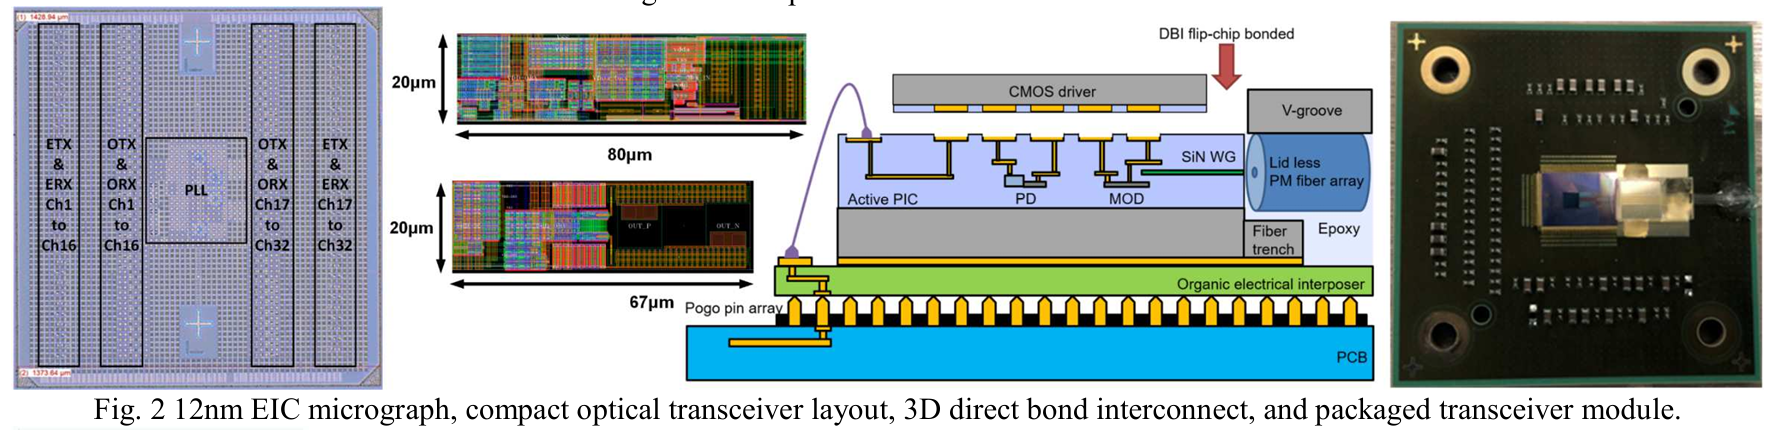 (1) 1428.94 µm
ETX
&
ERX
Ch1
to
Ch16
OTX
&
ORX
Ch1
to
Ch16
PLL
OTX
&
ORX
Ch17
to
Ch32
ETX
&
ERX
Ch17
to
Ch32
(2) 1373.64 µm
20µm
vdda
80µm
20µm
OUT_P
OUT_N
67µm
DBI flip-chip bonded
CMOS driver
V-groove
SiN WG
Lid less
PM fiber array
Active PIC
PD
MOD
Fiber
trench
Epoxy
Organic electrical interposer
Pogo pin array
PCB
A1
Fig. 2 12nm EIC micrograph, compact optical transceiver layout, 3D direct bond interconnect, and packaged transceiver module.